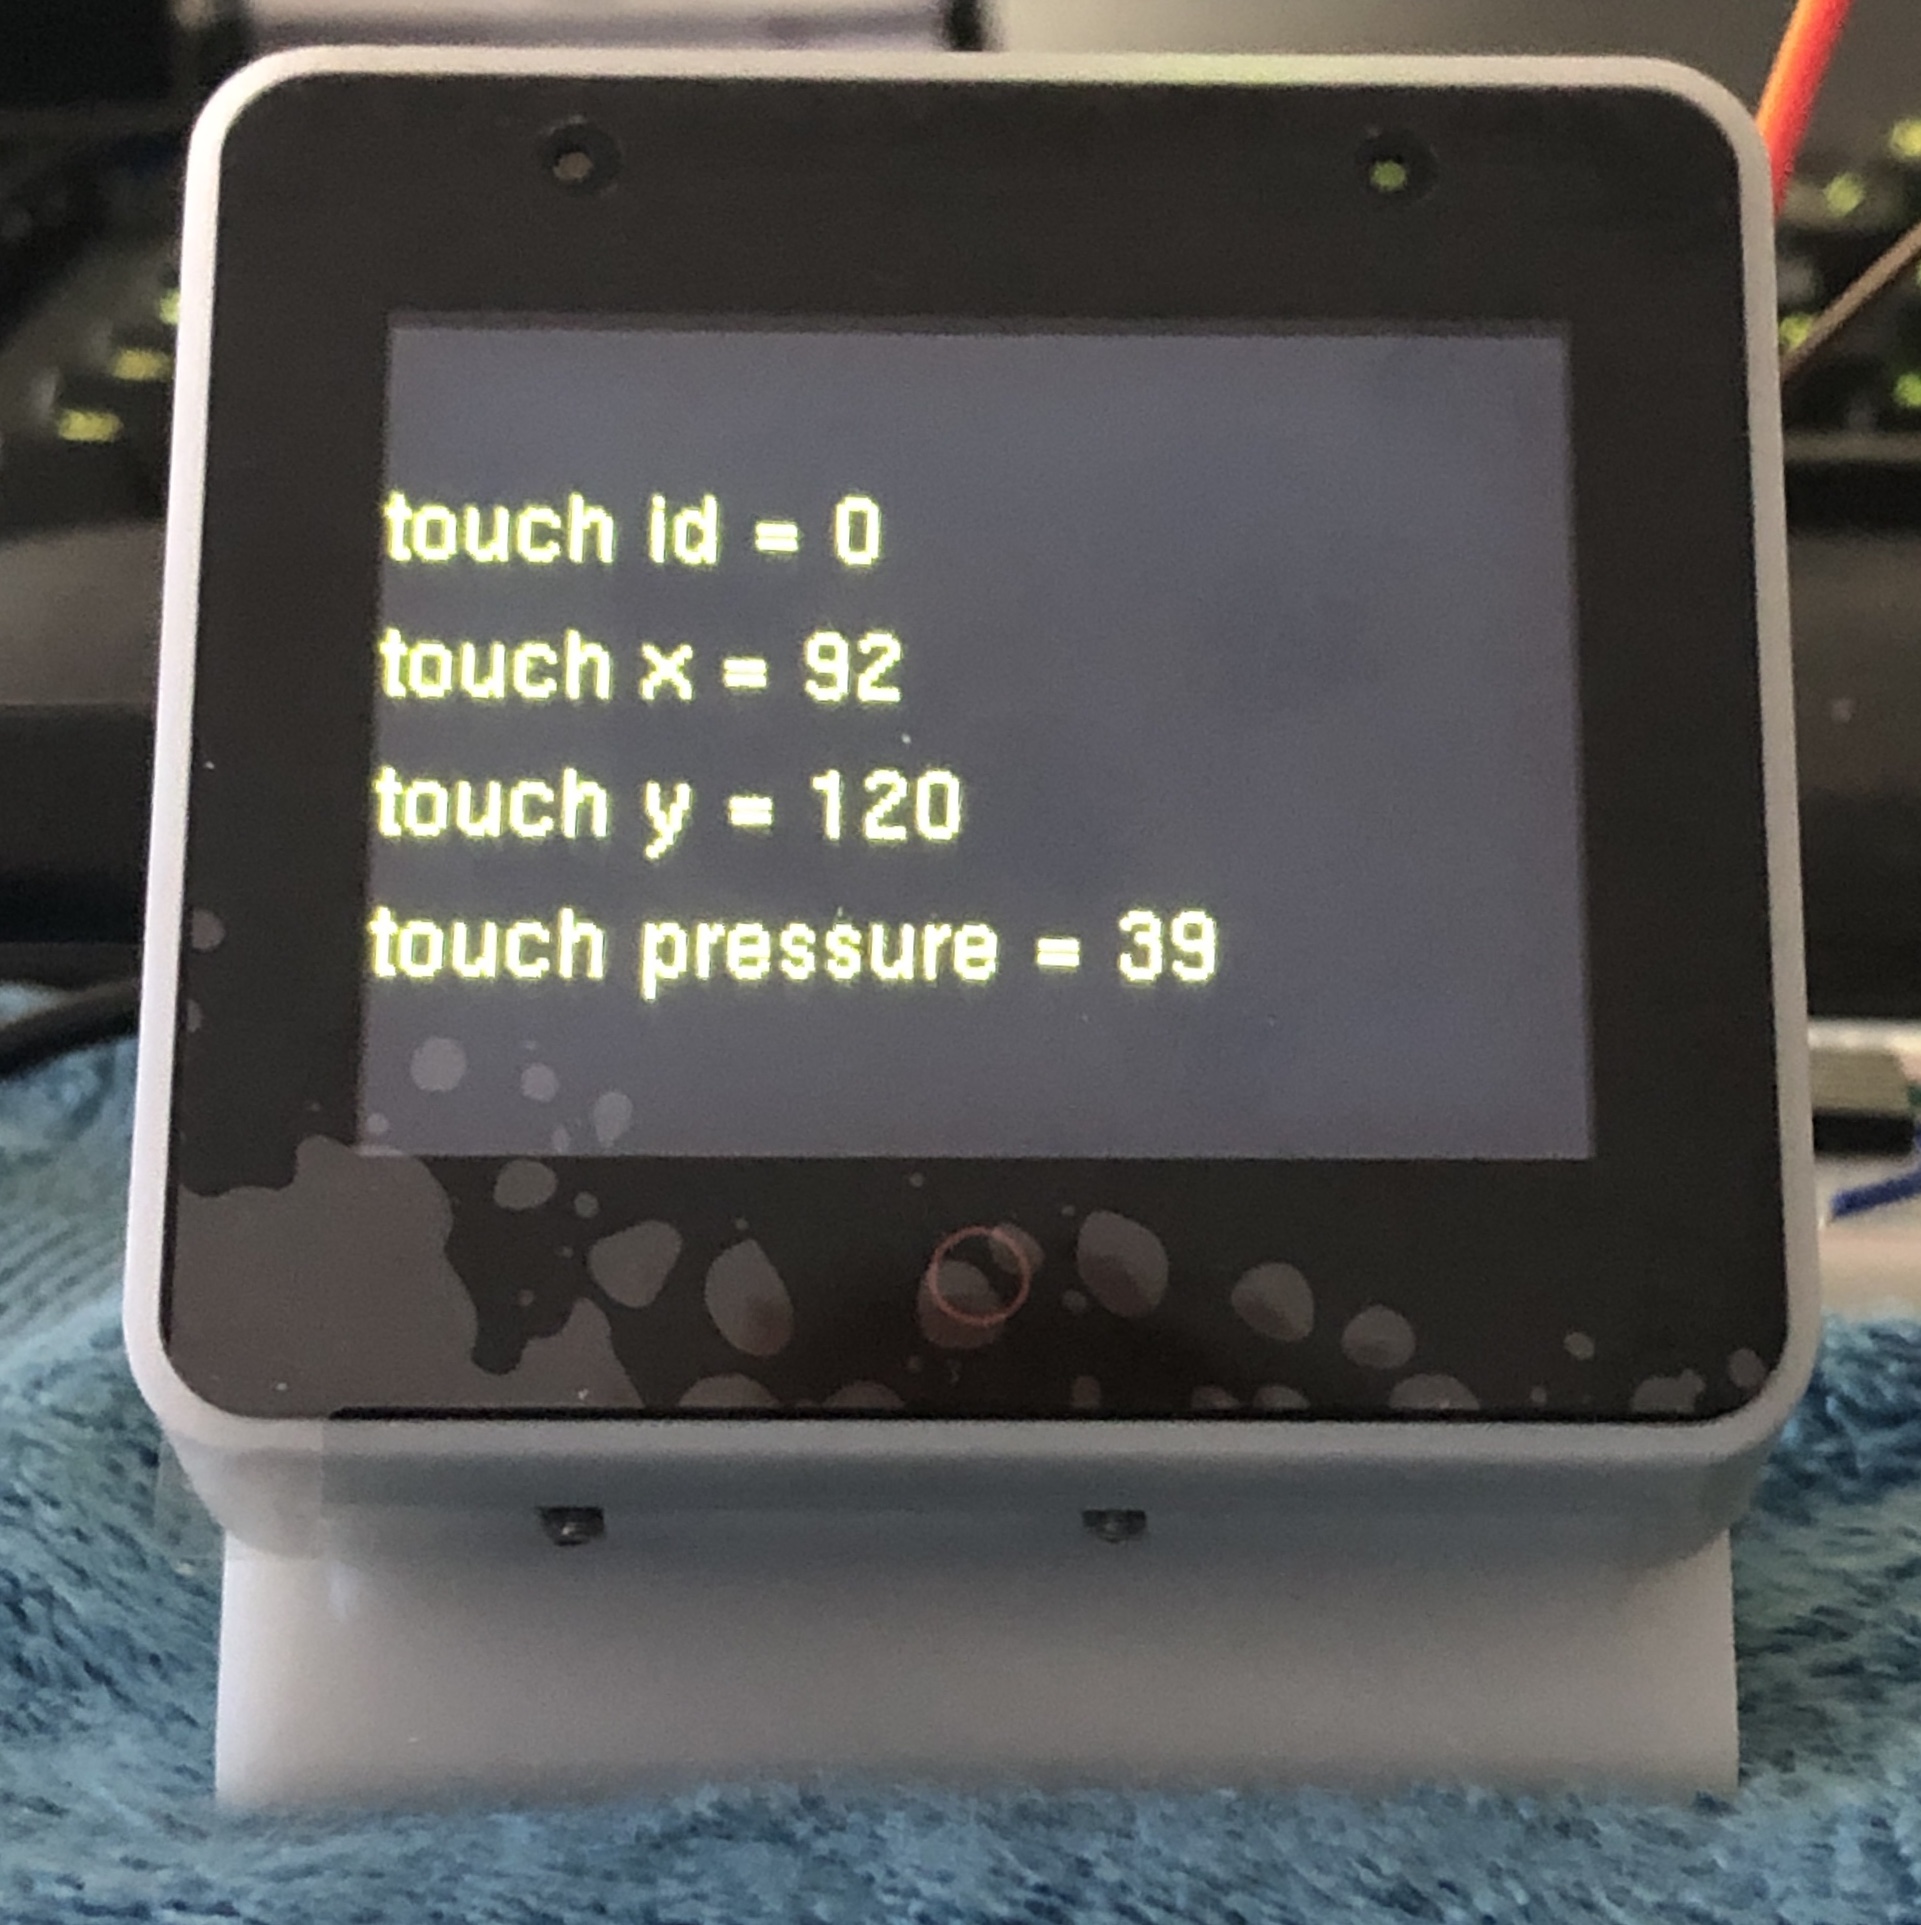 touch id = 0
touch x = 92
touch y = 120
touch pressure = 39